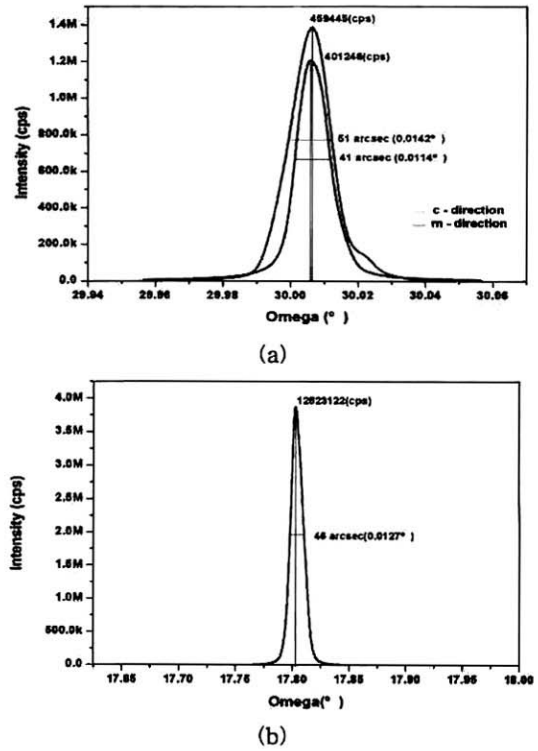 1.4M
459445(cps)
401246(cps)
1.2M
1.0M
800.0k
600.0k
400.0k
200.0k
0.0
Intensity (cps)
51 arcsec (0.0142°)
41 arcsec (0.0114°)
c - direction
m - direction
29.94 29.96 29.98 30.00 30.02 30.04 30.06
Omega (° )
(a)
4.0M
12623122(cps)
3.5M
3.0M
2.5M
2.0M
1.5M
1.0M
500.0k
0.0
Intensity (cps)
46 arcsec(0.0127° )
17.65 17.70 17.75 17.80 17.85 17.90 17.95 18.00
Omega(° )
(b)